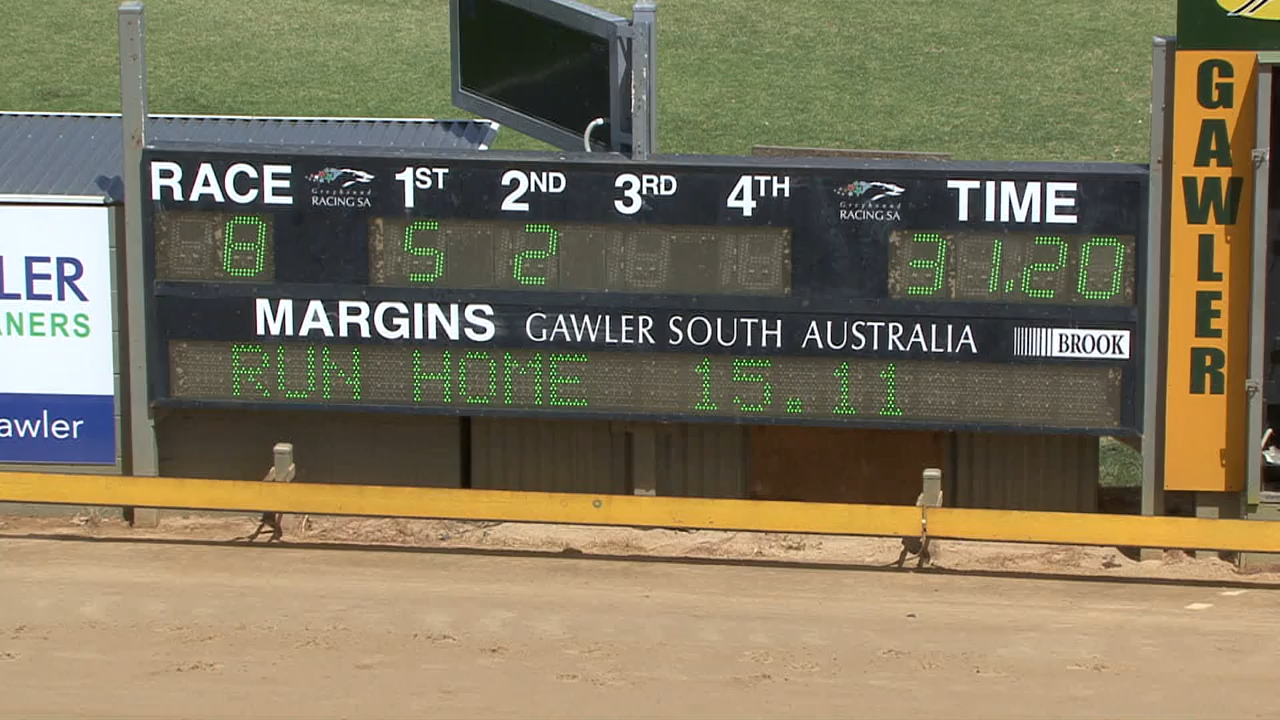 RACE Greyhound RACING SA 1ST 2ND 3RD 4TH Greyhound RACING SA TIME
8 5 2 31.20
MARGINS GAWLER SOUTH AUSTRALIA BROOK
RUN HOME 15.11
GAWLER
LER
ANERS
awler